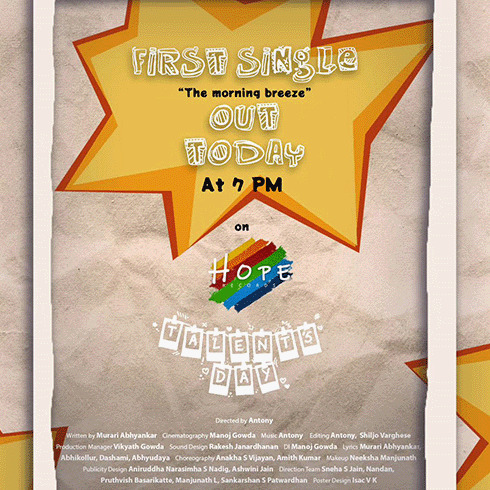 FIRST SINGLE
"The morning breeze"
OUT
TODAY
At 7 PM
on
HOPE
RECORDS
TALENT'S
DAY
Directed by Antony
Written by Murari Abhyankar Cinematography Manoj Gowda Music Antony Editing Antony, Shiljo Varghese
Production Manager Vikyath Gowda Sound Design Rakesh Janardhanan DI Manoj Gowda Lyrics Murari Abhyankar,
Abhikollur, Dashami, Abhyudaya Choreography Anakha S Vijayan, Amith Kumar Makeup Neeksha Manjunath
Publicity Design Aniruddha Narasimha S Nadig, Ashwini Jain Direction Team Sneha S Jain, Nandan,
Pruthvish Basarikatte, Manjunath L, Sankarshan S Patwardhan Poster Design Isac V K